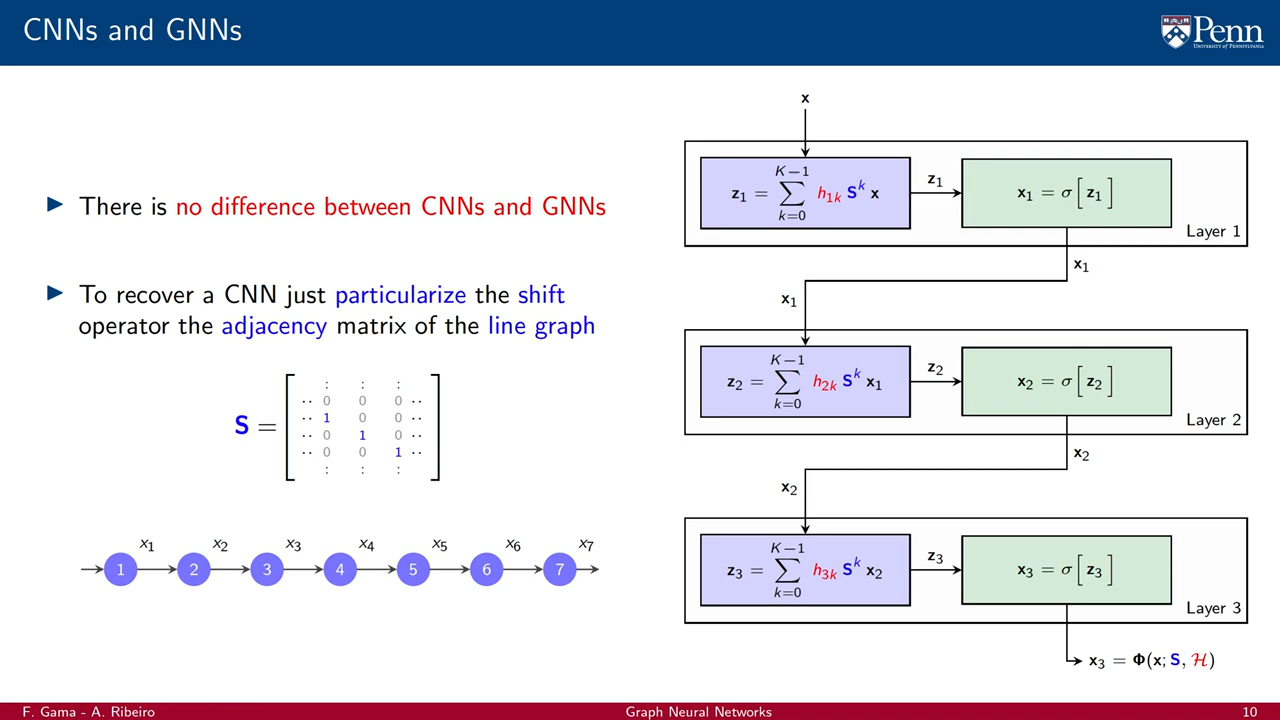 CNNs and GNNs
Penn
UNIVERSITY of PENNSYLVANIA
▶ There is no difference between CNNs and GNNs
▶ To recover a CNN just particularize the shift
operator the adjacency matrix of the line graph
S =
: : :
·· 0 0 0 ··
·· 1 0 0 ··
·· 0 1 0 ··
·· 0 0 1 ··
: : :
x₁ x₂ x₃ x₄ x₅ x₆ x₇
1 2 3 4 5 6 7
x
z₁ = ∑_{k=0}^{K−1} h₁ₖ Sᵏ x
z₁
x₁ = σ[z₁]
Layer 1
x₁
x₁
z₂ = ∑_{k=0}^{K−1} h₂ₖ Sᵏ x₁
z₂
x₂ = σ[z₂]
Layer 2
x₂
x₂
z₃ = ∑_{k=0}^{K−1} h₃ₖ Sᵏ x₂
z₃
x₃ = σ[z₃]
Layer 3
x₃ = Φ(x; S, ℋ)
F. Gama - A. Ribeiro
Graph Neural Networks
10